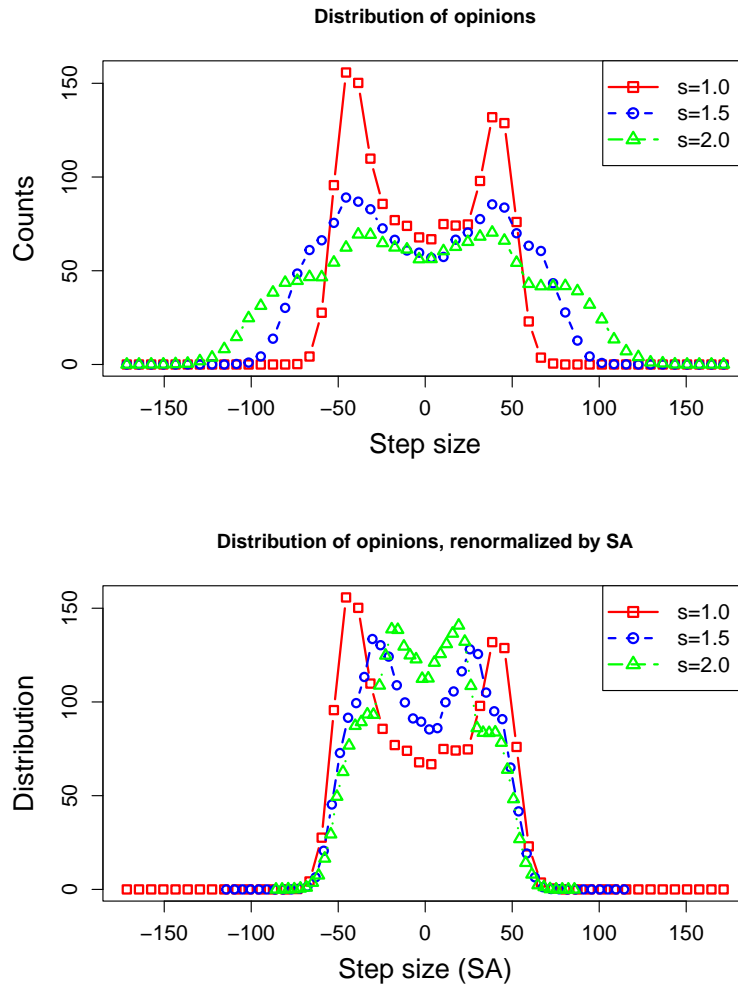 Distribution of opinions
Counts
150
100
50
0
s=1.0
s=1.5
s=2.0
−150 −100 −50 0 50 100 150
Step size
Distribution of opinions, renormalized by SA
Distribution
150
100
50
0
s=1.0
s=1.5
s=2.0
−150 −100 −50 0 50 100 150
Step size (SA)